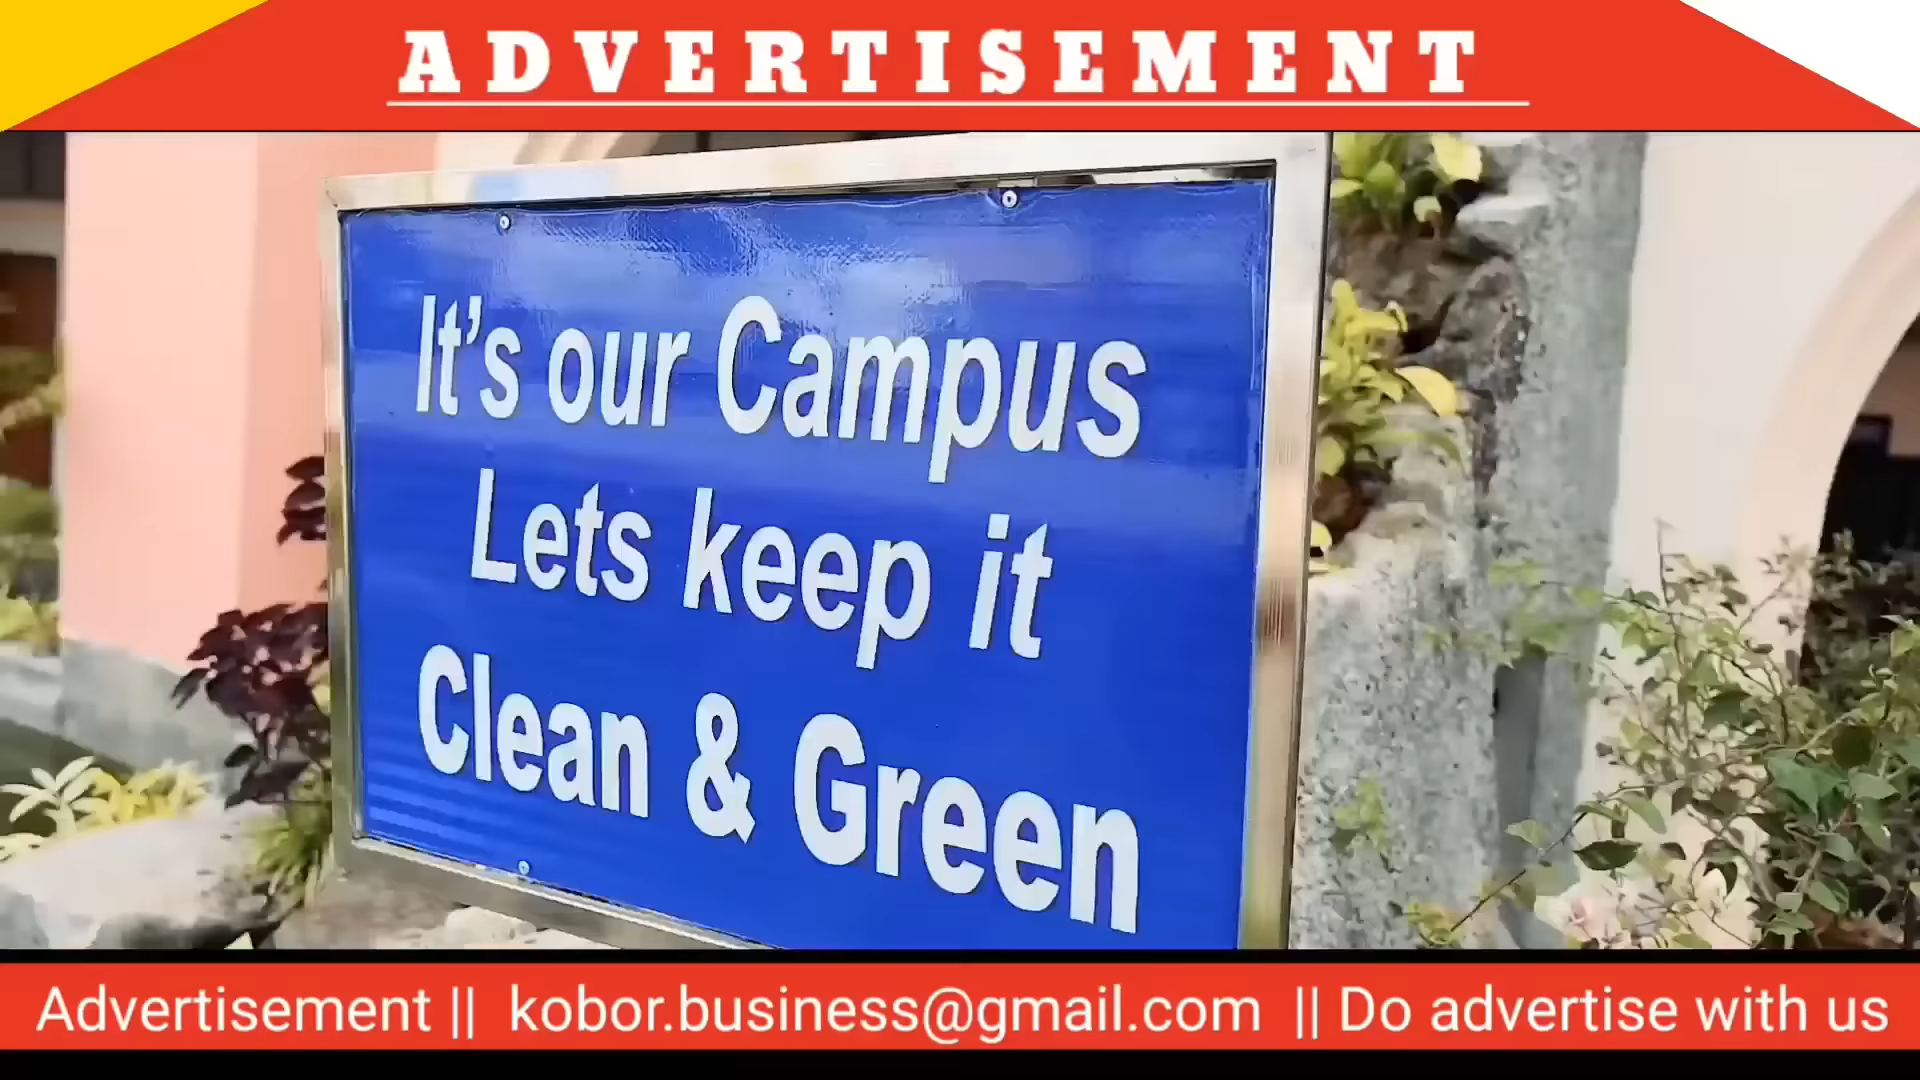 ADVERTISEMENT
It's our Campus
Lets keep it
Clean & Green
Advertisement || kobor.business@gmail.com || Do advertise with us